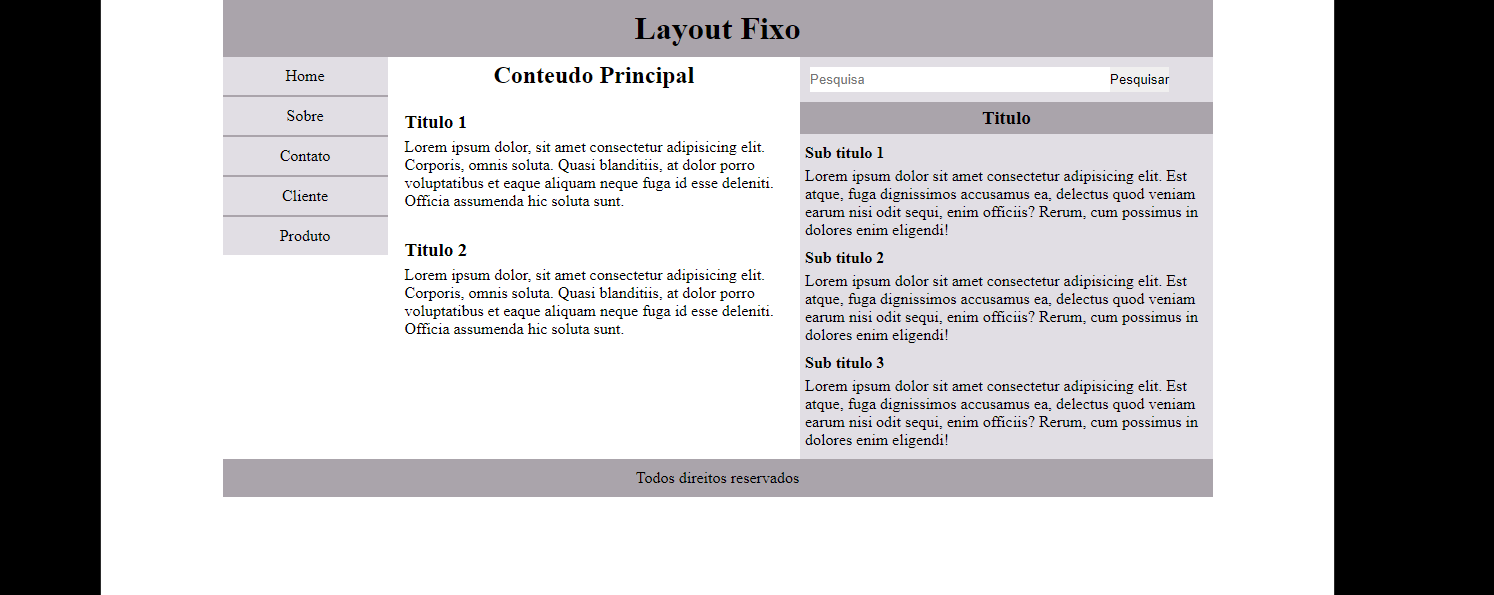 Layout Fixo
Home
Sobre
Contato
Cliente
Produto
Conteudo Principal
Titulo 1
Lorem ipsum dolor, sit amet consectetur adipisicing elit.
Corporis, omnis soluta. Quasi blanditiis, at dolor porro
voluptatibus et eaque aliquam neque fuga id esse deleniti.
Officia assumenda hic soluta sunt.
Titulo 2
Lorem ipsum dolor, sit amet consectetur adipisicing elit.
Corporis, omnis soluta. Quasi blanditiis, at dolor porro
voluptatibus et eaque aliquam neque fuga id esse deleniti.
Officia assumenda hic soluta sunt.
Pesquisa Pesquisar
Titulo
Sub titulo 1
Lorem ipsum dolor sit amet consectetur adipisicing elit. Est
atque, fuga dignissimos accusamus ea, delectus quod veniam
earum nisi odit sequi, enim officiis? Rerum, cum possimus in
dolores enim eligendi!
Sub titulo 2
Lorem ipsum dolor sit amet consectetur adipisicing elit. Est
atque, fuga dignissimos accusamus ea, delectus quod veniam
earum nisi odit sequi, enim officiis? Rerum, cum possimus in
dolores enim eligendi!
Sub titulo 3
Lorem ipsum dolor sit amet consectetur adipisicing elit. Est
atque, fuga dignissimos accusamus ea, delectus quod veniam
earum nisi odit sequi, enim officiis? Rerum, cum possimus in
dolores enim eligendi!
Todos direitos reservados